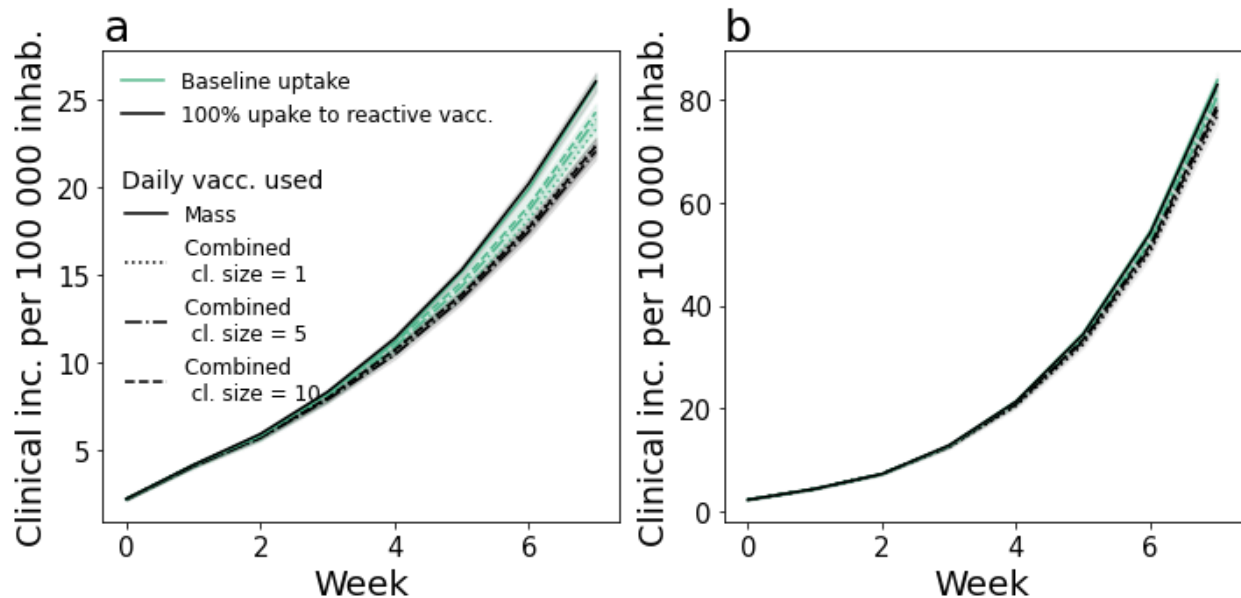 a
Clinical inc. per 100 000 inhab.
25
20
15
10
5
Baseline uptake
100% upake to reactive vacc.
Daily vacc. used
Mass
Combined
cl. size = 1
Combined
cl. size = 5
Combined
cl. size = 10
0 2 4 6
Week
b
Clinical inc. per 100 000 inhab.
80
60
40
20
0
0 2 4 6
Week